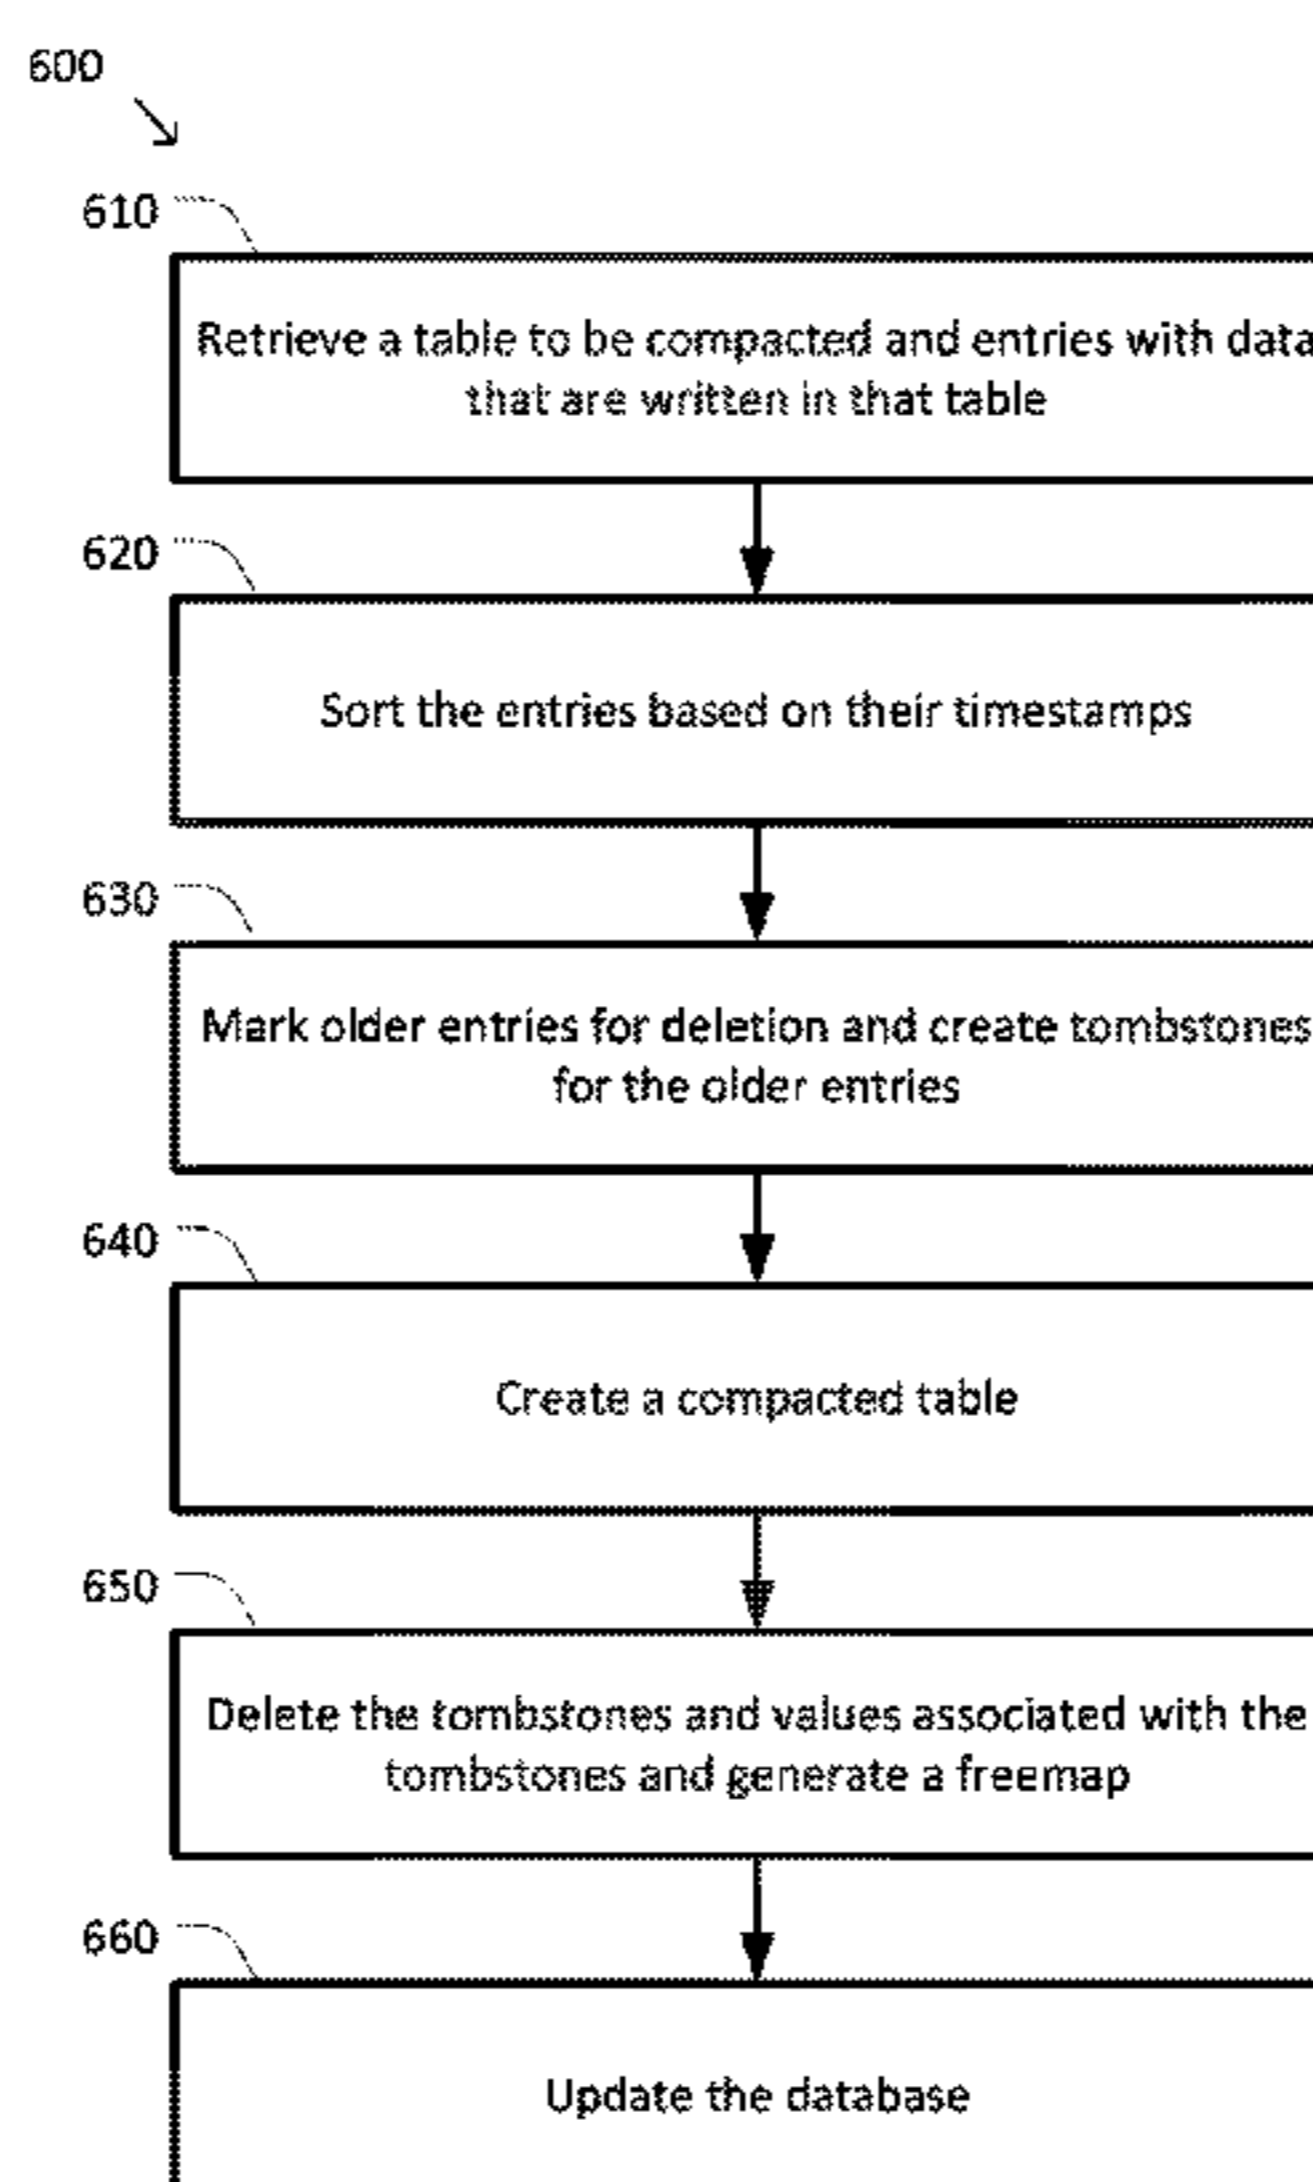 600
610
Retrieve a table to be compacted and entries with data
that are written in that table
620
Sort the entries based on their timestamps
630
Mark older entries for deletion and create tombstones
for the older entries
640
Create a compacted table
650
Delete the tombstones and values associated with the
tombstones and generate a freemap
660
Update the database